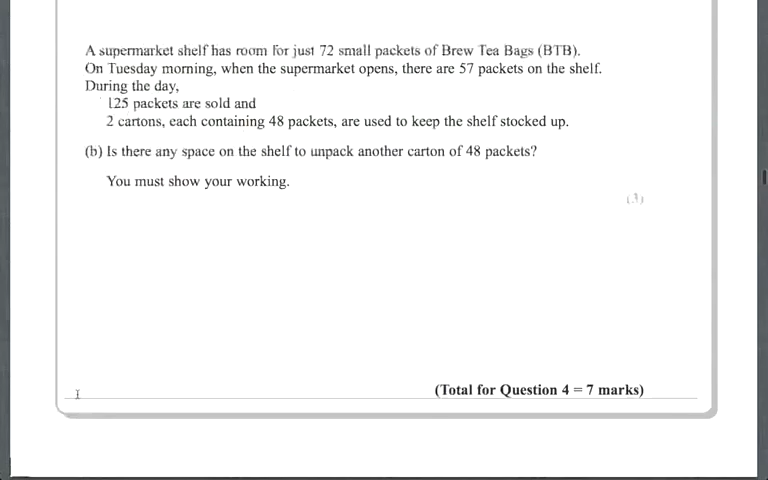 A supermarket shelf has room for just 72 small packets of Brew Tea Bags (BTB).
On Tuesday morning, when the supermarket opens, there are 57 packets on the shelf.
During the day,
125 packets are sold and
2 cartons, each containing 48 packets, are used to keep the shelf stocked up.
(b) Is there any space on the shelf to unpack another carton of 48 packets?
You must show your working.
(3)
(Total for Question 4 = 7 marks)